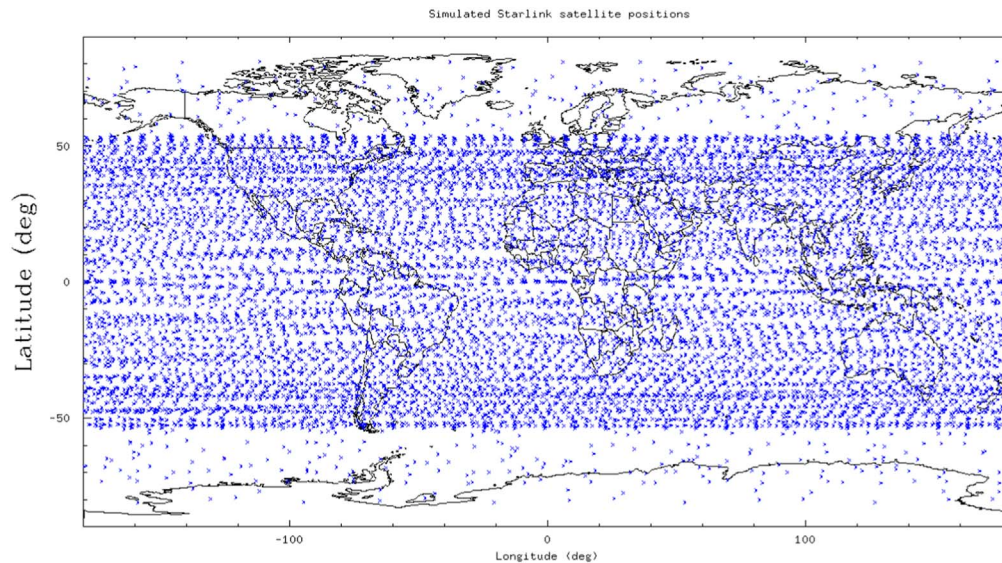 Simulated Starlink satellite positions
Latitude (deg)
50
0
-50
-100
0
100
Longitude (deg)